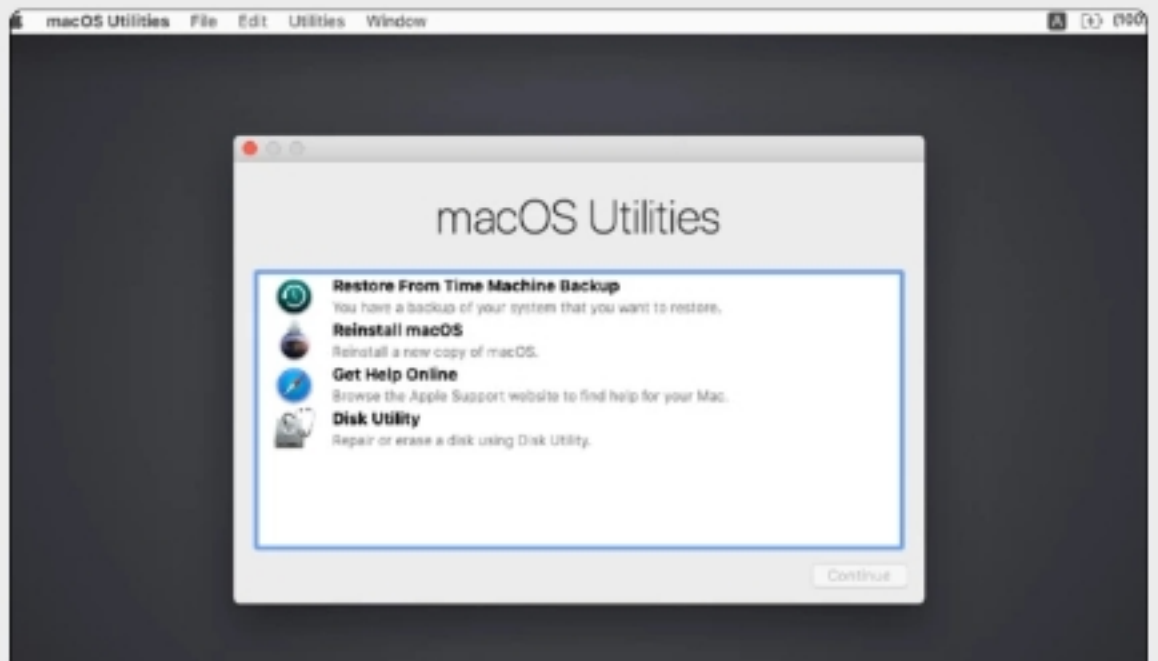 macOS Utilities File Edit Utilities Window A (100
macOS Utilities
Restore From Time Machine Backup
You have a backup of your system that you want to restore.
Reinstall macOS
Reinstall a new copy of macOS.
Get Help Online
Browse the Apple Support website to find help for your Mac.
Disk Utility
Repair or erase a disk using Disk Utility.
Continue